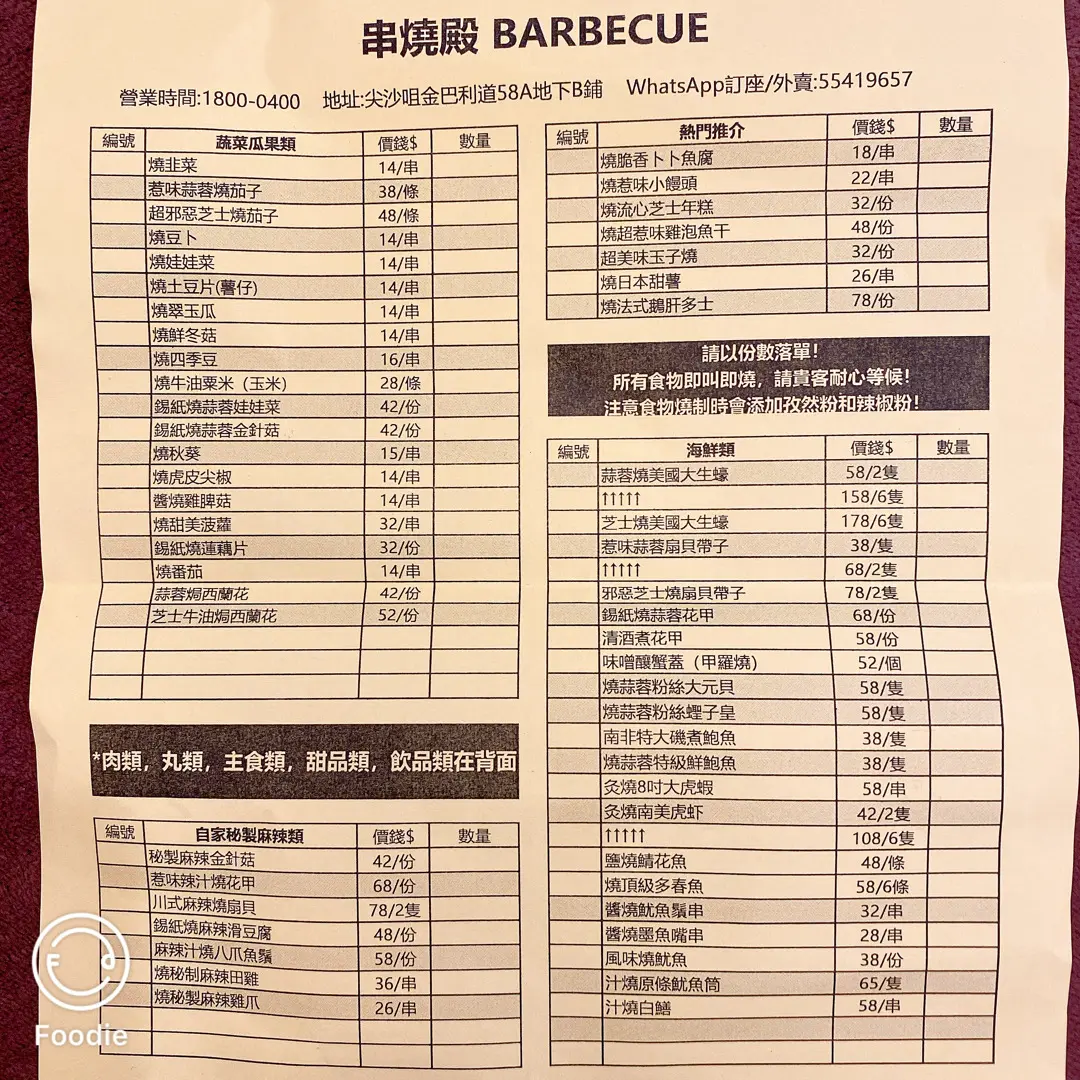 串燒殿 BARBECUE
營業時間:1800-0400 地址:尖沙咀金巴利道58A地下B鋪 WhatsApp訂座/外賣:55419657
編號 蔬菜瓜果類 價錢$ 數量
燒韭菜 14/串
惹味蒜蓉燒茄子 38/條
超邪惡芝士燒茄子 48/條
燒豆卜 14/串
燒娃娃菜 14/串
燒土豆片(薯仔) 14/串
燒翠玉瓜 14/串
燒鮮冬菇 14/串
燒四季豆 16/串
燒牛油粟米（玉米） 28/條
錫紙燒蒜蓉娃娃菜 42/份
錫紙燒蒜蓉金針菇 42/份
燒秋葵 15/串
燒虎皮尖椒 14/串
醬燒雞脾菇 14/串
燒甜美菠蘿 32/串
錫紙燒蓮藕片 32/份
燒番茄 14/串
蒜蓉焗西蘭花 42/份
芝士牛油焗西蘭花 52/份
*肉類，丸類，主食類，甜品類，飲品類在背面
編號 自家秘製麻辣類 價錢$ 數量
秘製麻辣金針菇 42/份
惹味辣汁燒花甲 68/份
川式麻辣燒扇貝 78/2隻
錫紙燒麻辣滑豆腐 48/份
麻辣汁燒八爪魚鬚 58/份
燒秘制麻辣田雞 36/串
燒秘製麻辣雞爪 26/串
編號 熱門推介 價錢$ 數量
燒脆香卜卜魚腐 18/串
燒惹味小饅頭 22/串
燒流心芝士年糕 32/份
燒超惹味雞泡魚干 48/份
超美味玉子燒 32/份
燒日本甜薯 26/串
燒法式鵝肝多士 78/份
請以份數落單！
所有食物即叫即燒，請貴客耐心等候！
注意食物燒制時會添加孜然粉和辣椒粉！
編號 海鮮類 價錢$ 數量
蒜蓉燒美國大生蠔 58/2隻
↑↑↑↑↑ 158/6隻
芝士燒美國大生蠔 178/6隻
惹味蒜蓉扇貝帶子 38/隻
↑↑↑↑↑ 68/2隻
邪惡芝士燒扇貝帶子 78/2隻
錫紙燒蒜蓉花甲 68/份
清酒煮花甲 58/份
味噌釀蟹蓋（甲羅燒） 52/個
燒蒜蓉粉絲大元貝 58/隻
燒蒜蓉粉絲蟶子皇 58/隻
南非特大磯煮鮑魚 38/隻
燒蒜蓉特級鮮鮑魚 38/隻
灸燒8吋大虎蝦 58/串
灸燒南美虎虾 42/2隻
↑↑↑↑↑ 108/6隻
鹽燒鯖花魚 48/條
燒頂級多春魚 58/6條
醬燒魷魚鬚串 32/串
醬燒墨魚嘴串 28/串
風味燒魷魚 38/份
汁燒原條魷魚筒 65/隻
汁燒白鱔 58/串
Foodie